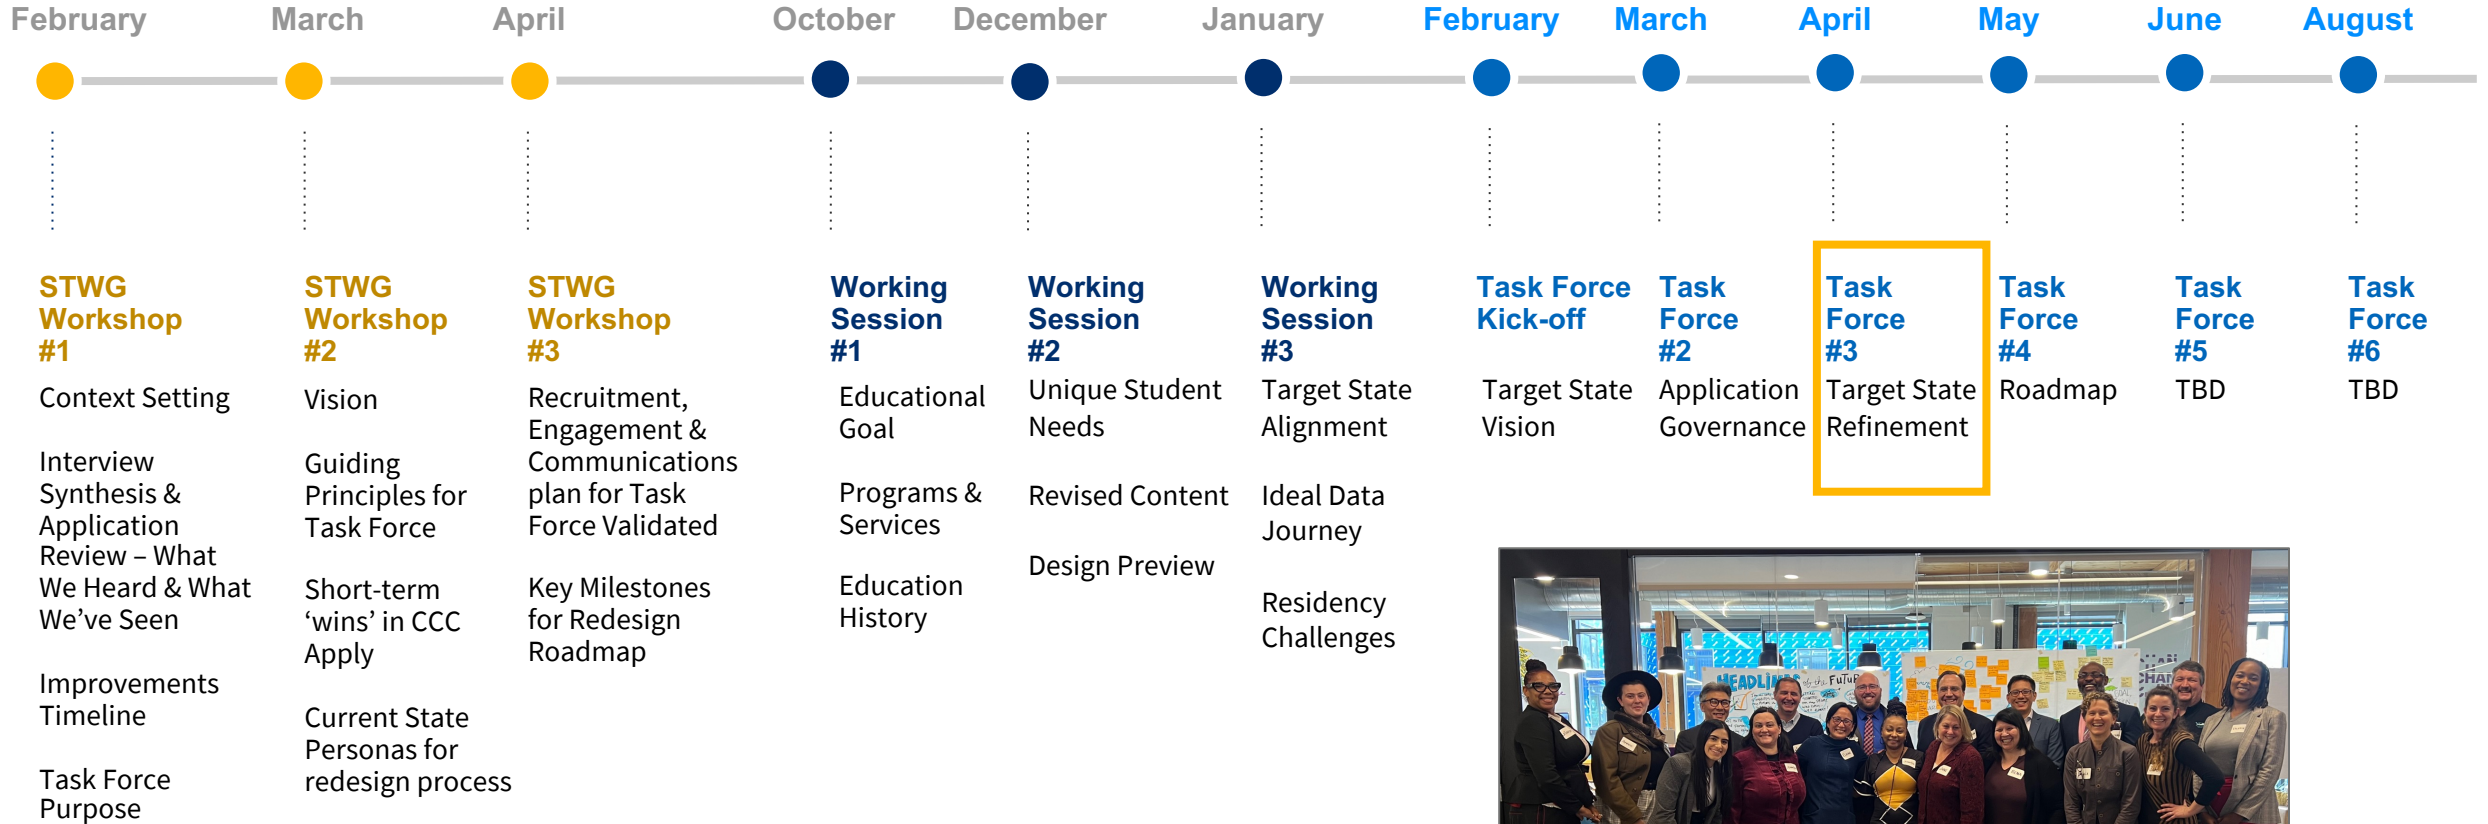 February
March
April
October
December
January
February
March
April
May
June
August
STWG
Workshop
#1
Context Setting
Interview
Synthesis &
Application
Review – What
We Heard & What
We’ve Seen
Improvements
Timeline
Task Force
Purpose
STWG
Workshop
#2
Vision
Guiding
Principles for
Task Force
Short-term
‘wins’ in CCC
Apply
Current State
Personas for
redesign process
STWG
Workshop
#3
Recruitment,
Engagement &
Communications
plan for Task
Force Validated
Key Milestones
for Redesign
Roadmap
Working
Session
#1
Educational
Goal
Programs &
Services
Education
History
Working
Session
#2
Unique Student
Needs
Revised Content
Design Preview
Working
Session
#3
Target State
Alignment
Ideal Data
Journey
Residency
Challenges
Task Force
Kick-off
Target State
Vision
Task
Force
#2
Application
Governance
Task
Force
#3
Target State
Refinement
Task
Force
#4
Roadmap
Task
Force
#5
TBD
Task
Force
#6
TBD
HEADLINES of the FUTURE